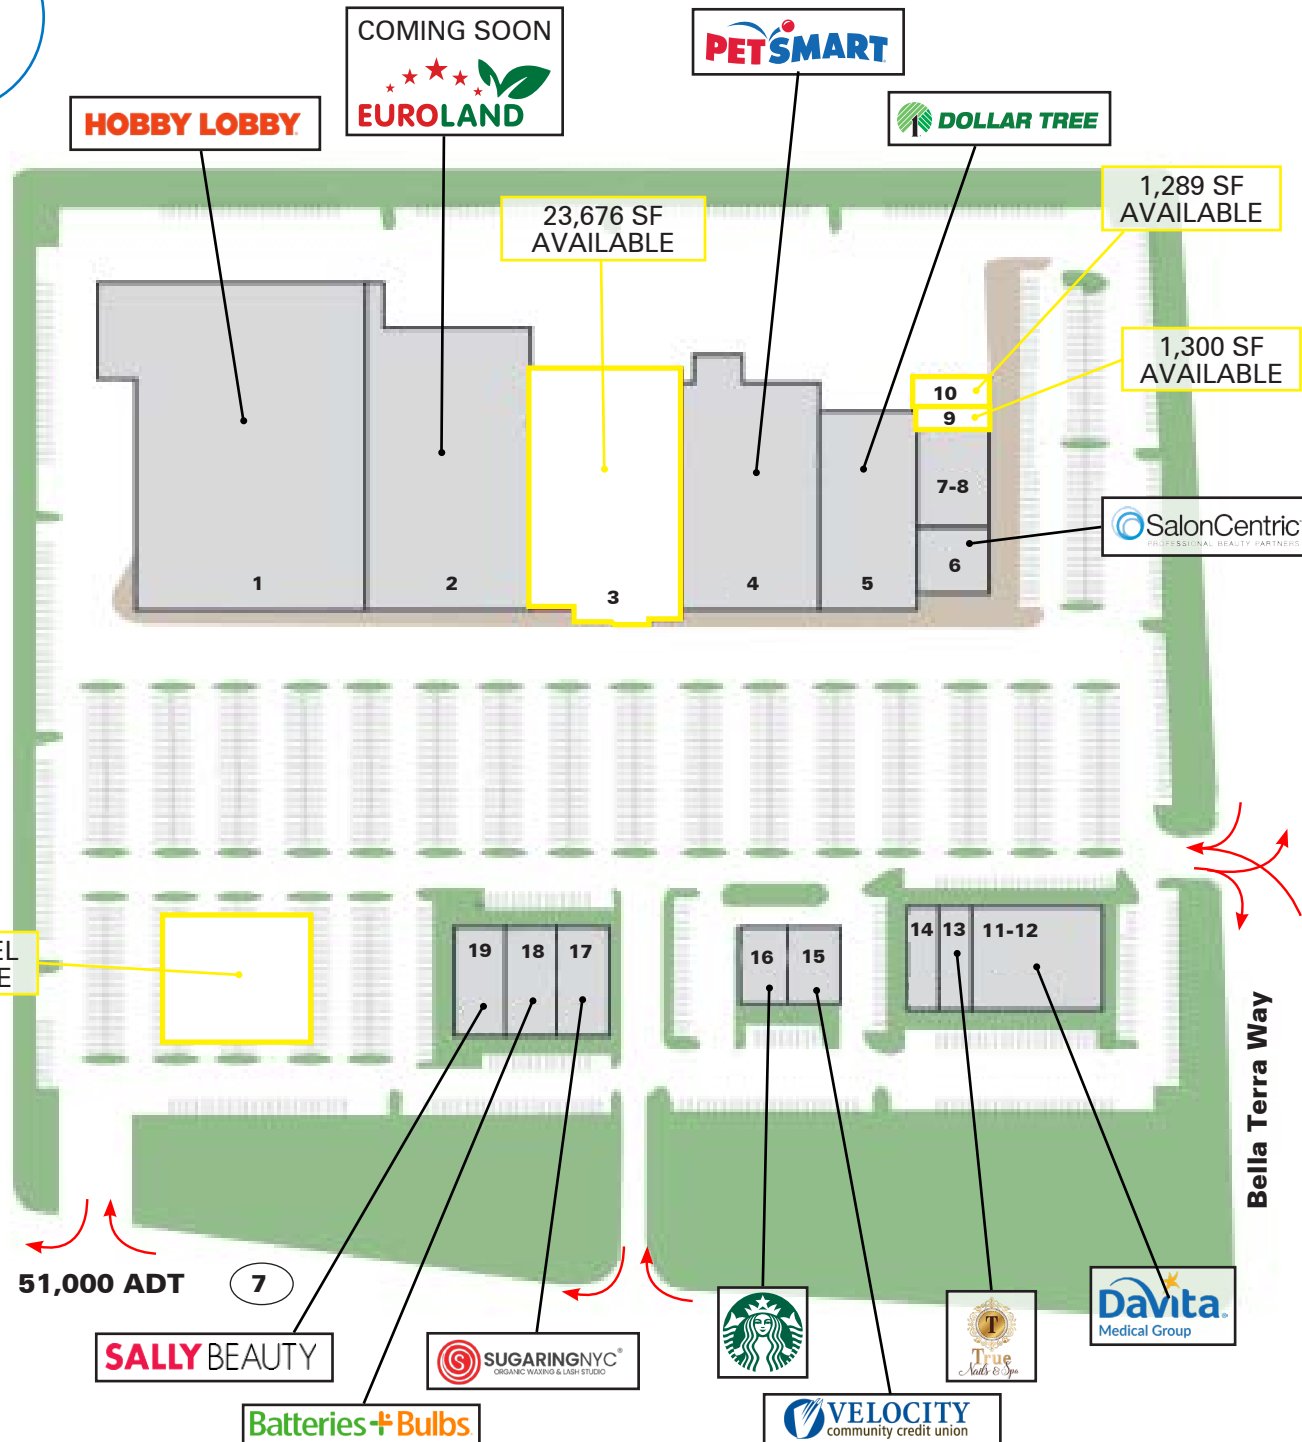 COMING SOON
EUROLAND
PETSMART
HOBBY LOBBY
1
DOLLAR TREE
23,676 SF
AVAILABLE
1,289 SF
AVAILABLE
1,300 SF
AVAILABLE
10
9
7-8
SalonCentric
PROFESSIONAL BEAUTY PARTNERS
6
1
2
3
4
5
EL
E
19
18
17
16
15
14
13
11-12
Bella Terra Way
51,000 ADT
7
SALLY BEAUTY
SUGARINGNYC®
ORGANIC WAXING & LASH STUDIO
Batteries + Bulbs
VELOCITY
community credit union
T
True
Nails & Spa
DaVita
Medical Group